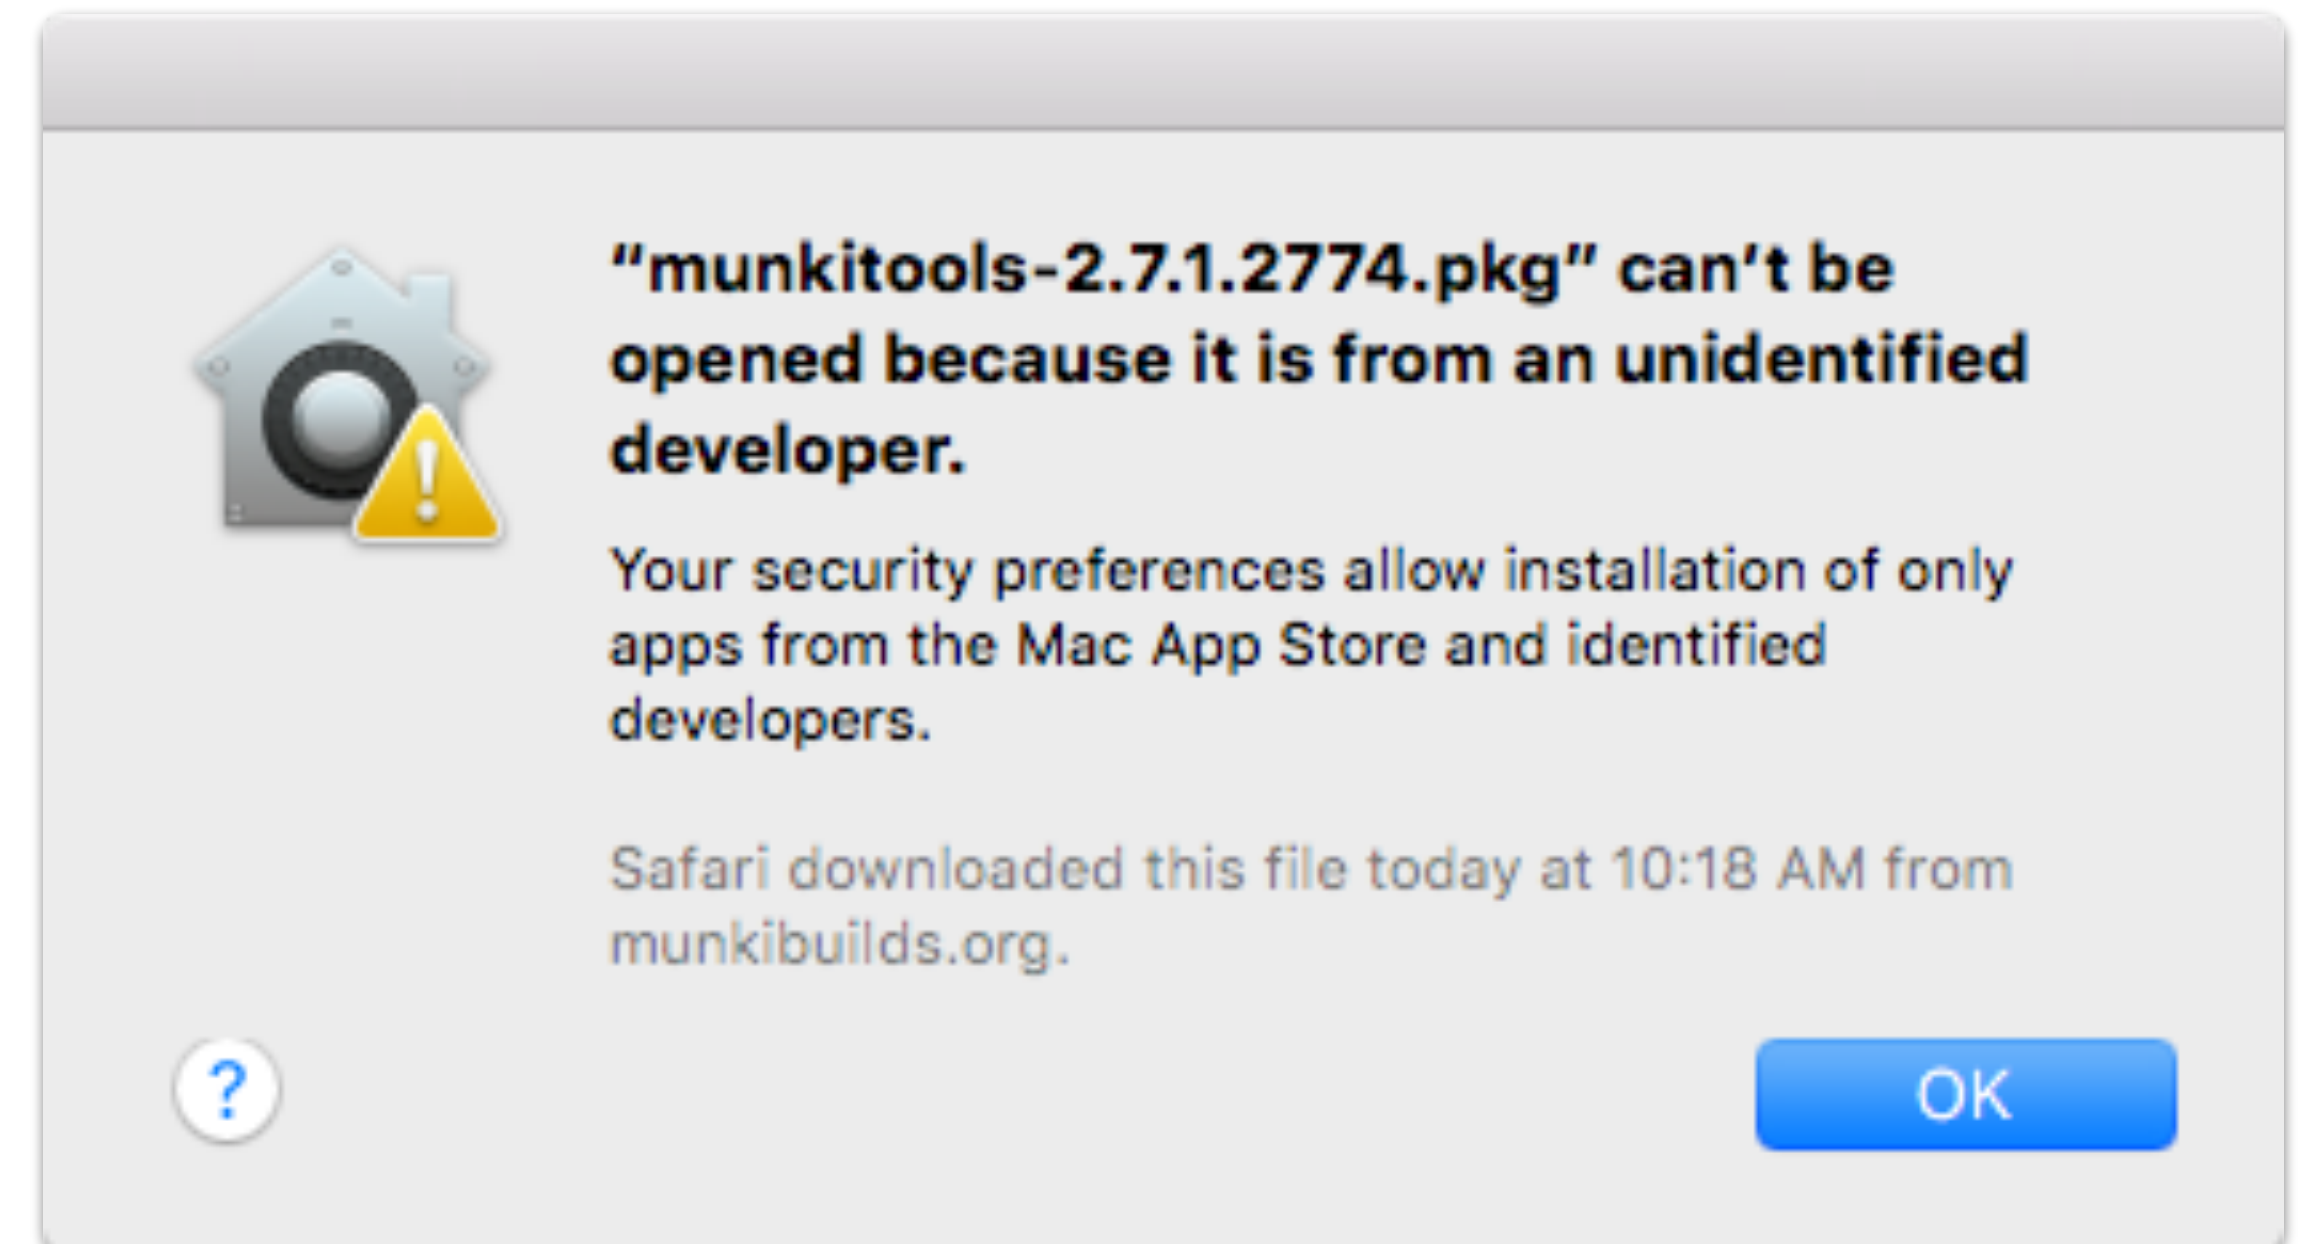 “munkitools-2.7.1.2774.pkg” can’t be
opened because it is from an unidentified
developer.
Your security preferences allow installation of only
apps from the Mac App Store and identified
developers.
Safari downloaded this file today at 10:18 AM from
munkibuilds.org.
?
OK